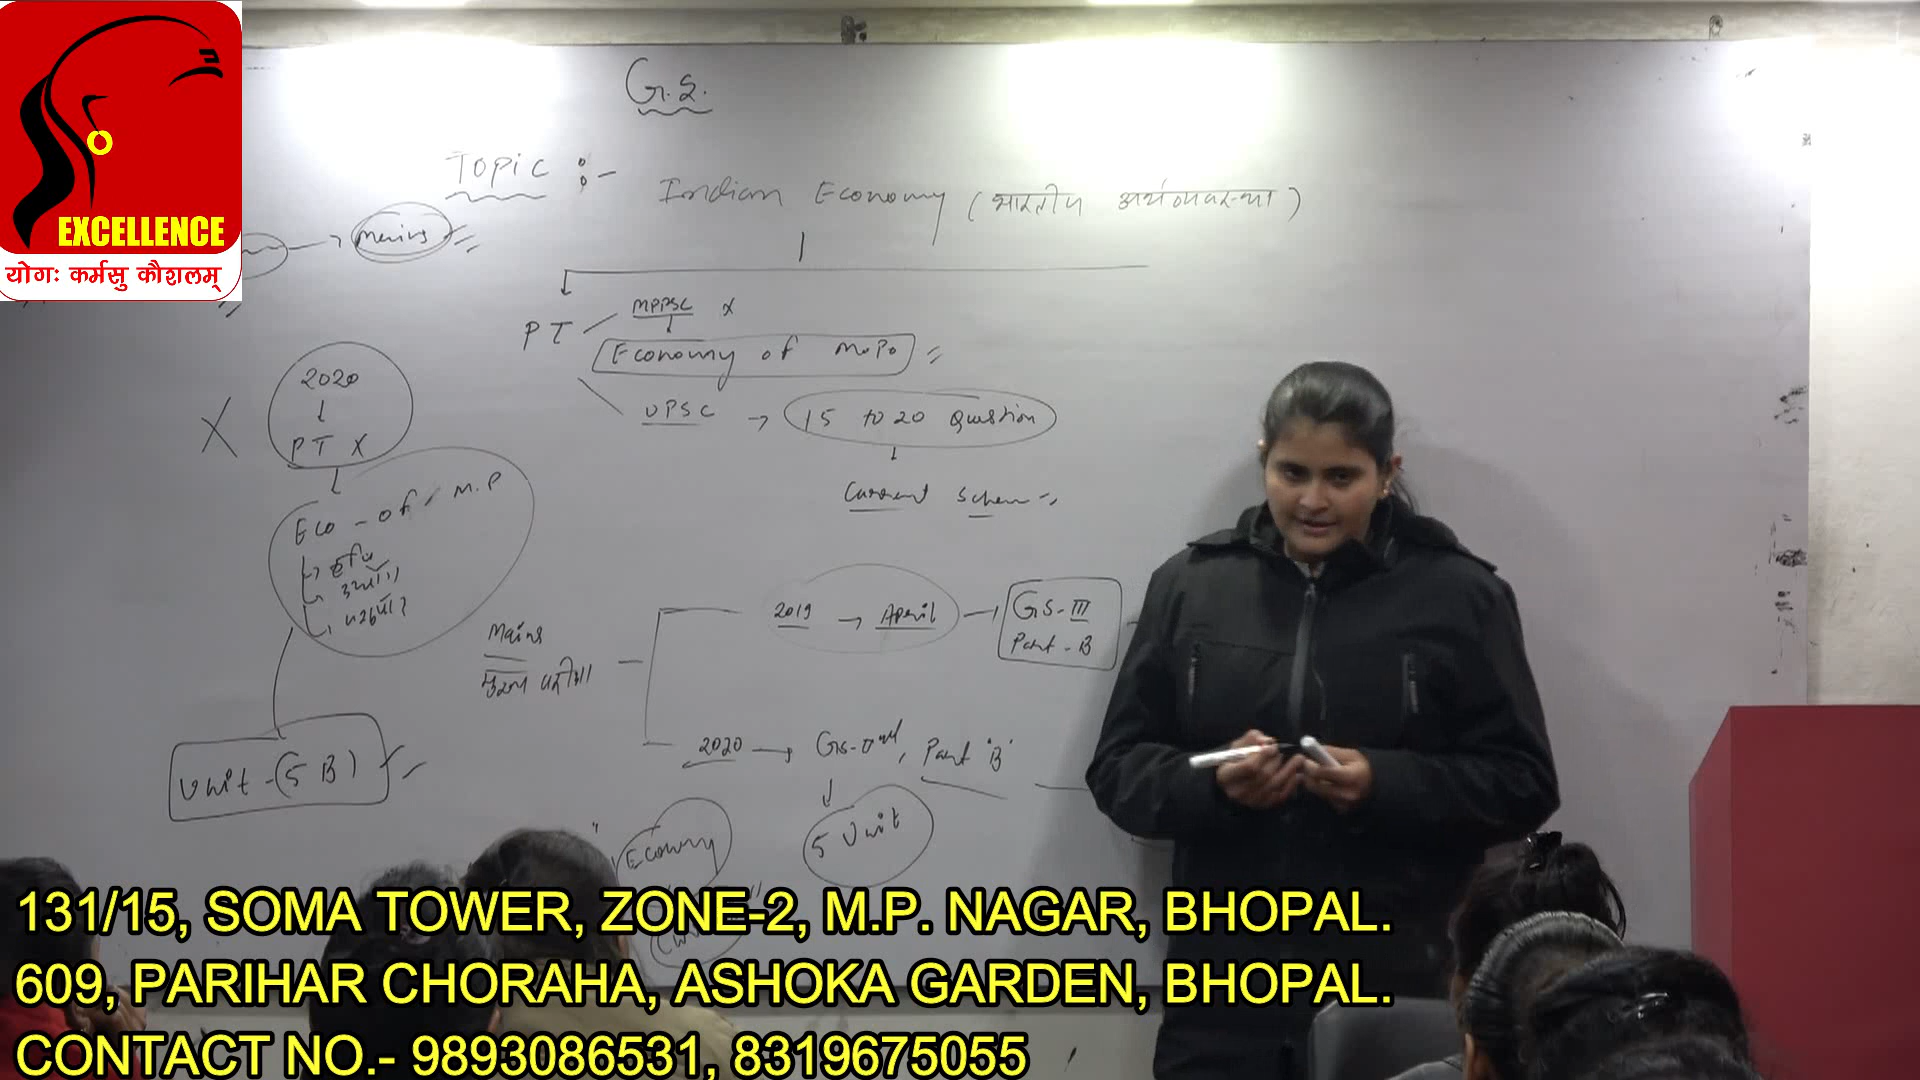 G.S.
Topic :-
Indian Economy (भारतीय अर्थव्यवस्था)
EXCELLENCE
योगः कर्मसु कौशलम्
Mains
PT
MPPSC X
Economy of M.P.
UPSC → 15 to 20 Question
Current Scheme
2020
PT X
Eco - of M.P
कृषि
उद्योग
Unit-(5 B)
Mains
मुख्य परीक्षा
2019 → April → GS-III
Part-B
2020 → GS- , Part 'B'
5 Unit
Economy
131/15, SOMA TOWER, ZONE-2, M.P. NAGAR, BHOPAL.
609, PARIHAR CHORAHA, ASHOKA GARDEN, BHOPAL.
CONTACT NO.- 9893086531, 8319675055